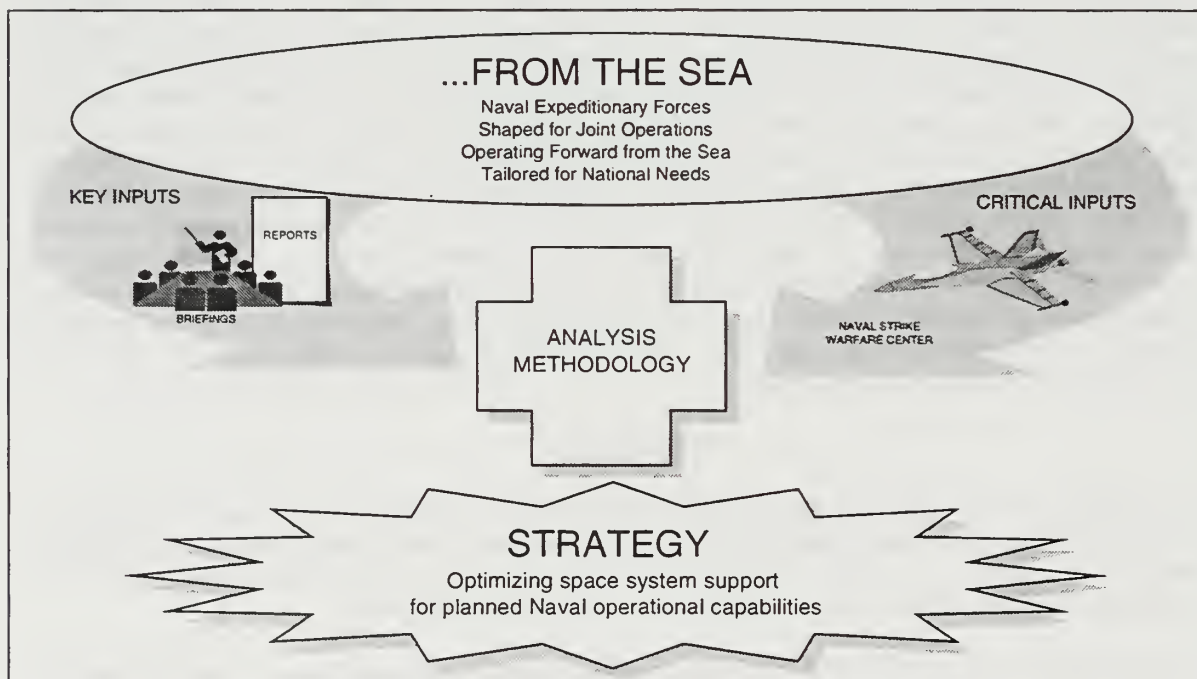 ...FROM THE SEA
Naval Expeditionary Forces
Shaped for Joint Operations
Operating Forward from the Sea
Tailored for National Needs
KEY INPUTS
REPORTS
BRIEFINGS
CRITICAL INPUTS
NAVAL STRIKE
WARFARE CENTER
ANALYSIS
METHODOLOGY
STRATEGY
Optimizing space system support
for planned Naval operational capabilities